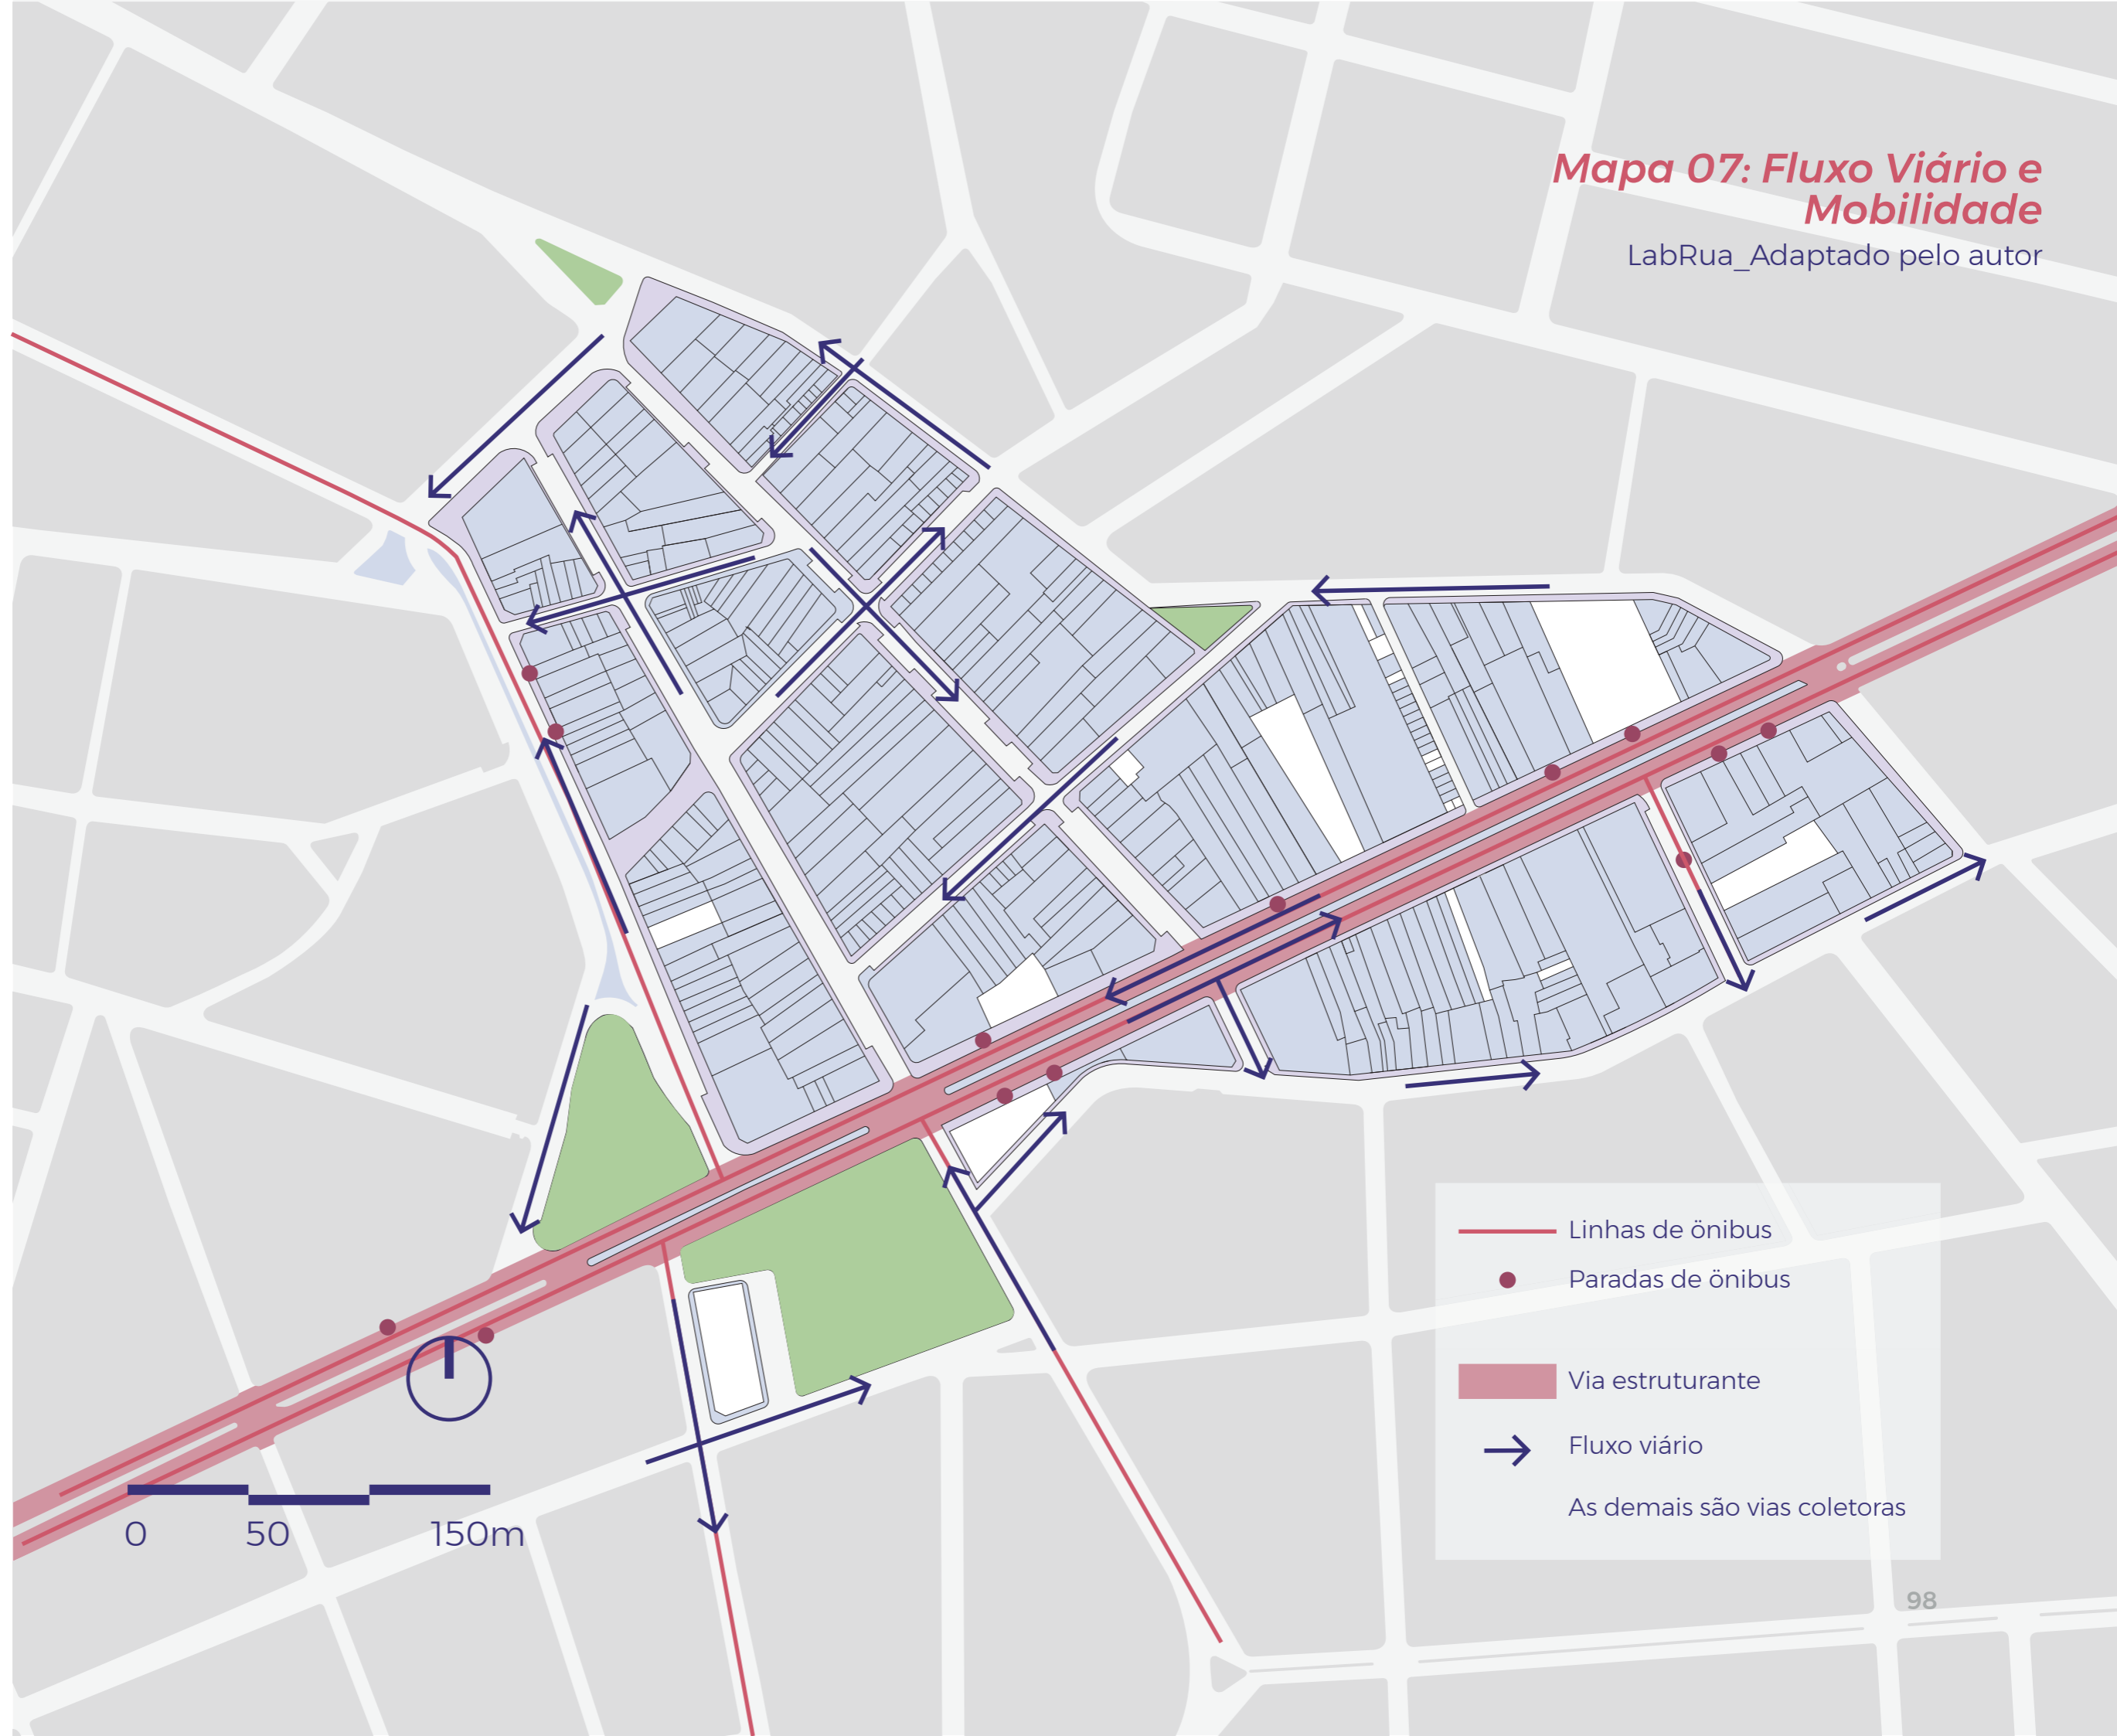 Mapa 07: Fluxo Viário e
Mobilidade
LabRua_Adaptado pelo autor
Linhas de önibus
Paradas de önibus
Via estruturante
Fluxo viário
As demais são vias coletoras
0 50 150m
98